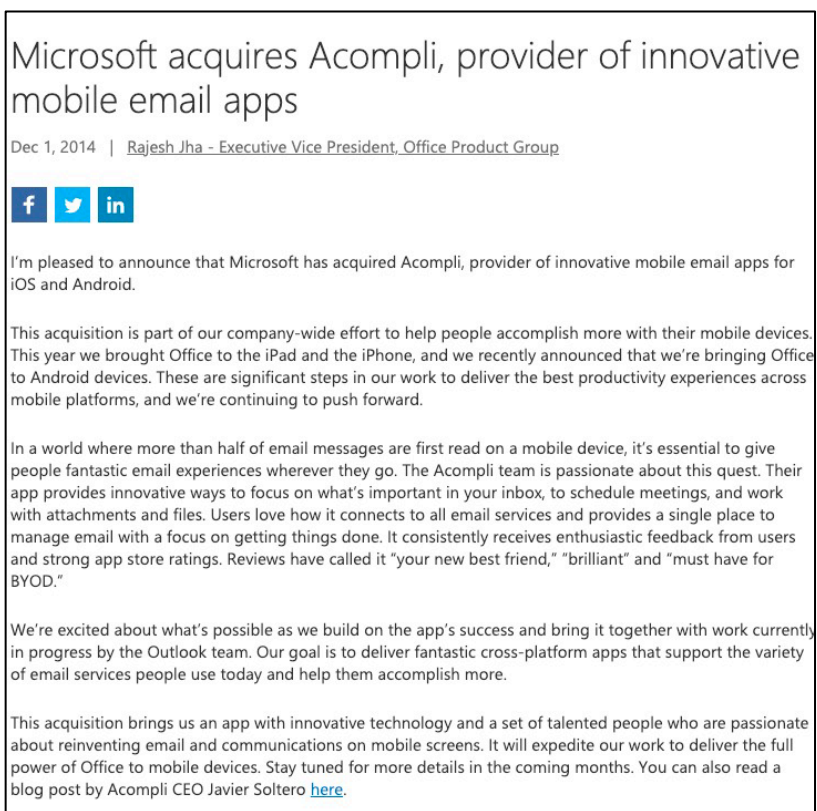 Microsoft acquires Acompli, provider of innovative
mobile email apps
Dec 1, 2014 | Rajesh Jha - Executive Vice President, Office Product Group
f in
I'm pleased to announce that Microsoft has acquired Acompli, provider of innovative mobile email apps for
iOS and Android.
This acquisition is part of our company-wide effort to help people accomplish more with their mobile devices.
This year we brought Office to the iPad and the iPhone, and we recently announced that we're bringing Office
to Android devices. These are significant steps in our work to deliver the best productivity experiences across
mobile platforms, and we're continuing to push forward.
In a world where more than half of email messages are first read on a mobile device, it's essential to give
people fantastic email experiences wherever they go. The Acompli team is passionate about this quest. Their
app provides innovative ways to focus on what's important in your inbox, to schedule meetings, and work
with attachments and files. Users love how it connects to all email services and provides a single place to
manage email with a focus on getting things done. It consistently receives enthusiastic feedback from users
and strong app store ratings. Reviews have called it “your new best friend,” “brilliant” and “must have for
BYOD.”
We're excited about what's possible as we build on the app's success and bring it together with work currently
in progress by the Outlook team. Our goal is to deliver fantastic cross-platform apps that support the variety
of email services people use today and help them accomplish more.
This acquisition brings us an app with innovative technology and a set of talented people who are passionate
about reinventing email and communications on mobile screens. It will expedite our work to deliver the full
power of Office to mobile devices. Stay tuned for more details in the coming months. You can also read a
blog post by Acompli CEO Javier Soltero here.